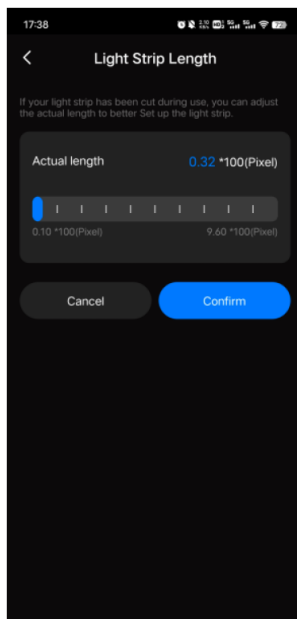 17:38
Light Strip Length
If your light strip has been cut during use, you can adjust
the actual length to better Set up the light strip.
Actual length 0.32 *100(Pixel)
0.10 *100(Pixel) 9.60 *100(Pixel)
Cancel Confirm